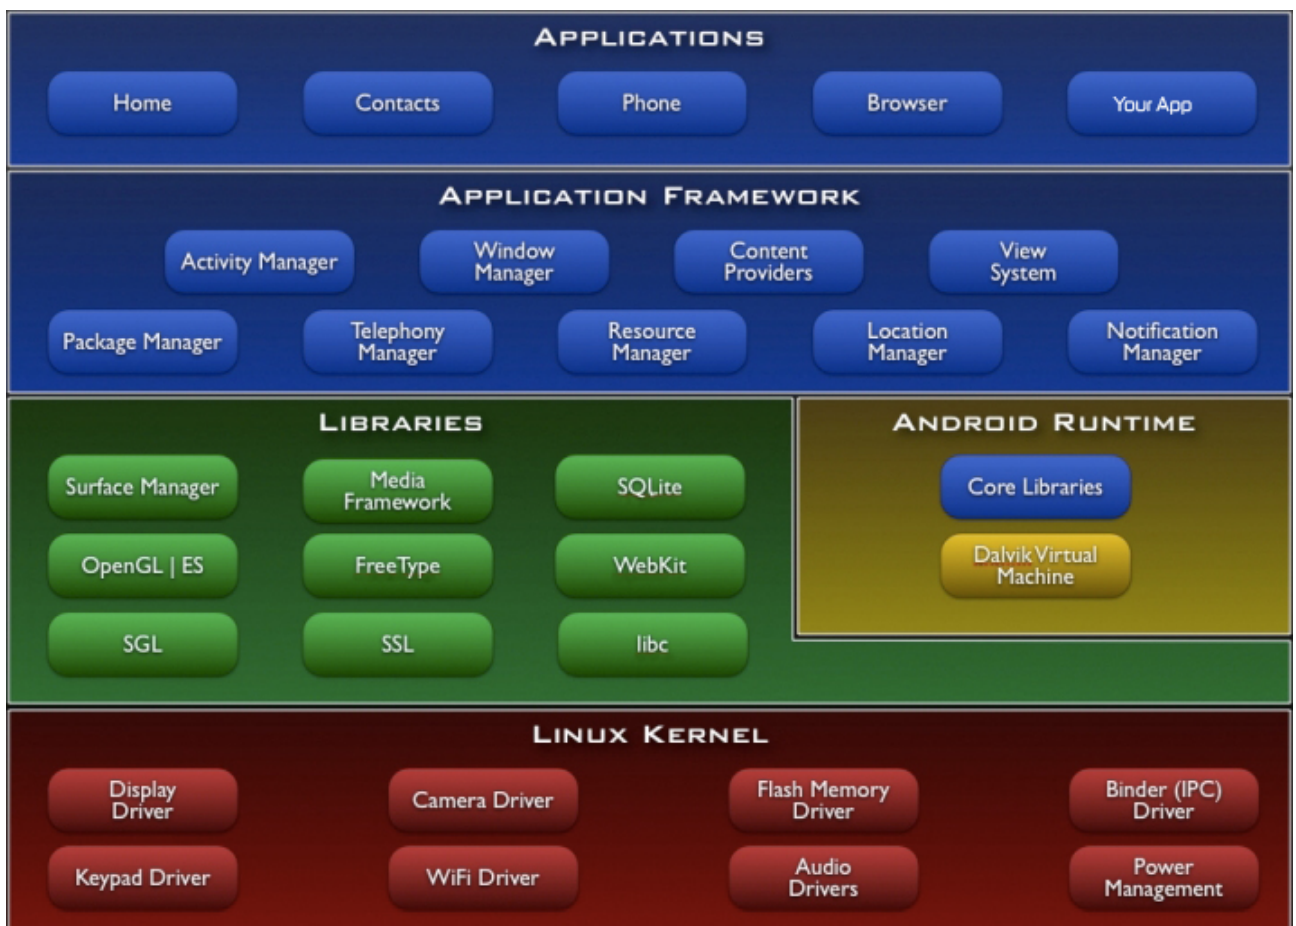 APPLICATIONS
Home
Contacts
Phone
Browser
Your App
APPLICATION FRAMEWORK
Activity Manager
Window
Manager
Content
Providers
View
System
Package Manager
Telephony
Manager
Resource
Manager
Location
Manager
Notification
Manager
LIBRARIES
Surface Manager
Media
Framework
SQLite
OpenGL | ES
FreeType
WebKit
SGL
SSL
libc
ANDROID RUNTIME
Core Libraries
Dalvik Virtual
Machine
LINUX KERNEL
Display
Driver
Camera Driver
Flash Memory
Driver
Binder (IPC)
Driver
Keypad Driver
WiFi Driver
Audio
Drivers
Power
Management